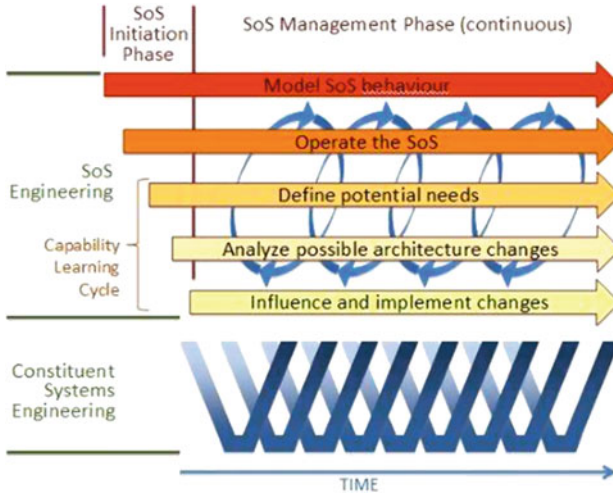 SoS
Initiation
Phase
SoS Management Phase (continuous)
Model SoS behaviour
Operate the SoS
SoS
Engineering
Define potential needs
Capability
Learning
Cycle
Analyze possible architecture changes
Influence and implement changes
Constituent
Systems
Engineering
TIME